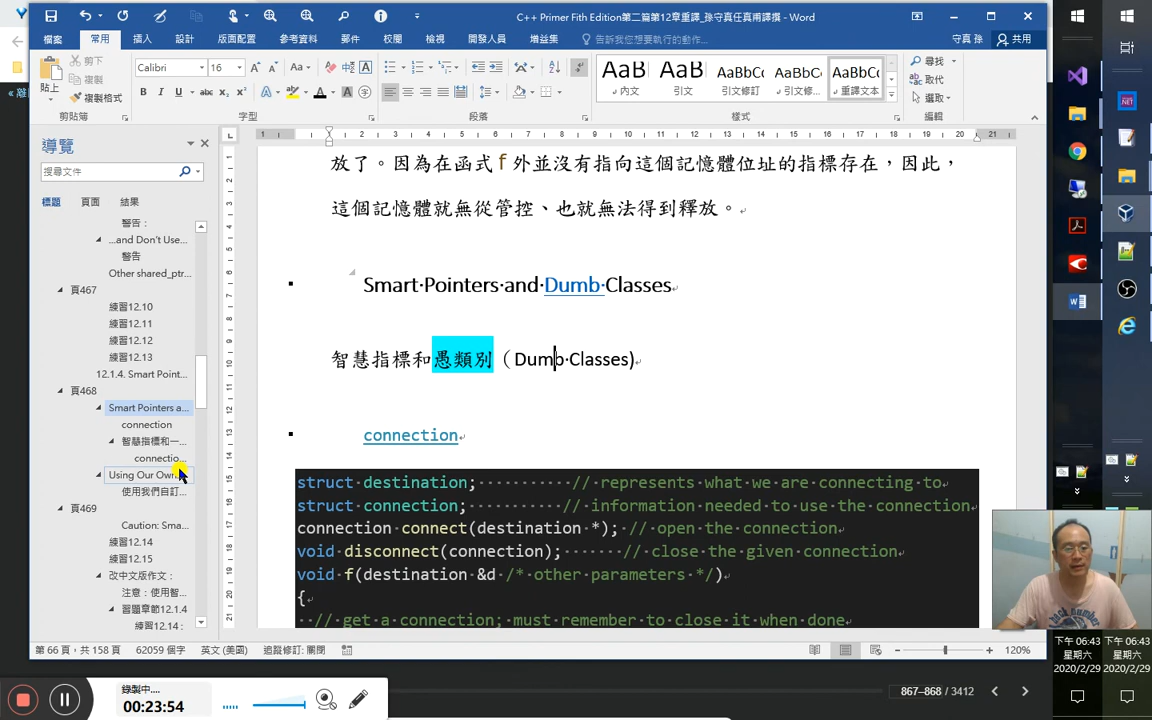 C++ Primer Fith Edition第二篇第12章重譯_孫守真任真甫譯撰 - Word
檔案 常用 插入 設計 版面配置 參考資料 郵件 校閱 檢視 開發人員 增益集 告訴我您想要執行的動作... 守真 孫 共用
貼上 剪下 複製 複製格式
Calibri 16
AaB AaB AaBbCc AaBbCc AaBbCc
內文 引文 引文修訂 引文修... 重譯文本
尋找 取代 選取
剪貼簿 字型 段落 樣式 編輯
導覽
搜尋文件
標題 頁面 結果
警告：
...and Don't Use...
警告
Other shared_ptr...
頁467
練習12.10
練習12.11
練習12.12
練習12.13
12.1.4. Smart Point...
頁468
Smart Pointers a...
connection
智慧指標和一...
connectio...
Using Our Own
使用我們自訂...
頁469
Caution: Sma...
練習12.14
練習12.15
改中文版作文：
注意：使用智...
習題章節12.1.4
練習12.14 :
放了。因為在函式 f 外並沒有指向這個記憶體位址的指標存在，因此，
這個記憶體就無從管控、也就無法得到釋放。
Smart Pointers and Dumb Classes
智慧指標和愚類別（Dumb Classes)
connection
struct destination; // represents what we are connecting to
struct connection; // information needed to use the connection
connection connect(destination *); // open the connection
void disconnect(connection); // close the given connection
void f(destination &d /* other parameters */)
{
// get a connection; must remember to close it when done
第 66 頁，共 158 頁 62059 個字 英文 (美國) 追蹤修訂: 關閉 120%
錄製中....
00:23:54
867–868 / 3412
下午 06:43
星期六
2020/2/29
下午 06:43
星期六
2020/2/29